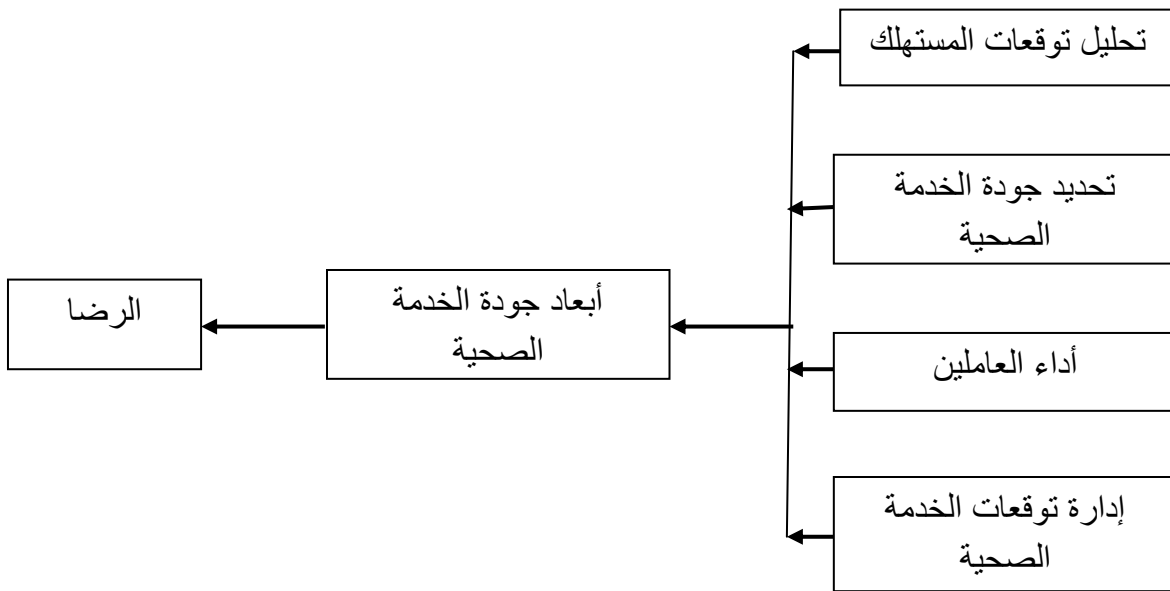 تحليل توقعات المستهلك
تحديد جودة الخدمة
الصحية
أداء العاملين
إدارة توقعات الخدمة
الصحية
أبعاد جودة الخدمة
الصحية
الرضا